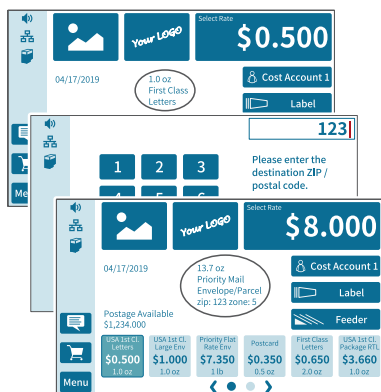 Select Rate
Your LOGO
$0.500
04/17/2019
1.0 oz
First Class
Letters
Cost Account 1
Label
Me
123
1 2 3
Please enter the
destination ZIP /
postal code.
Select Rate
Your LOGO
$8.000
04/17/2019
13.7 oz
Priority Mail
Envelope/Parcel
zip: 123 zone: 5
Cost Account 1
Label
Feeder
Postage Available
$1,234.000
USA 1st Cl.
Letters
$0.500
1.0 oz
USA 1st Cl.
Large Env
$1.000
1.0 oz
Priority Flat
Rate Env
$7.350
1 lb
Postcard
$0.350
0.5 oz
First Class
Letters
$0.650
2.0 oz
USA 1st Cl.
Package RTL
$3.660
1.0 oz
Menu